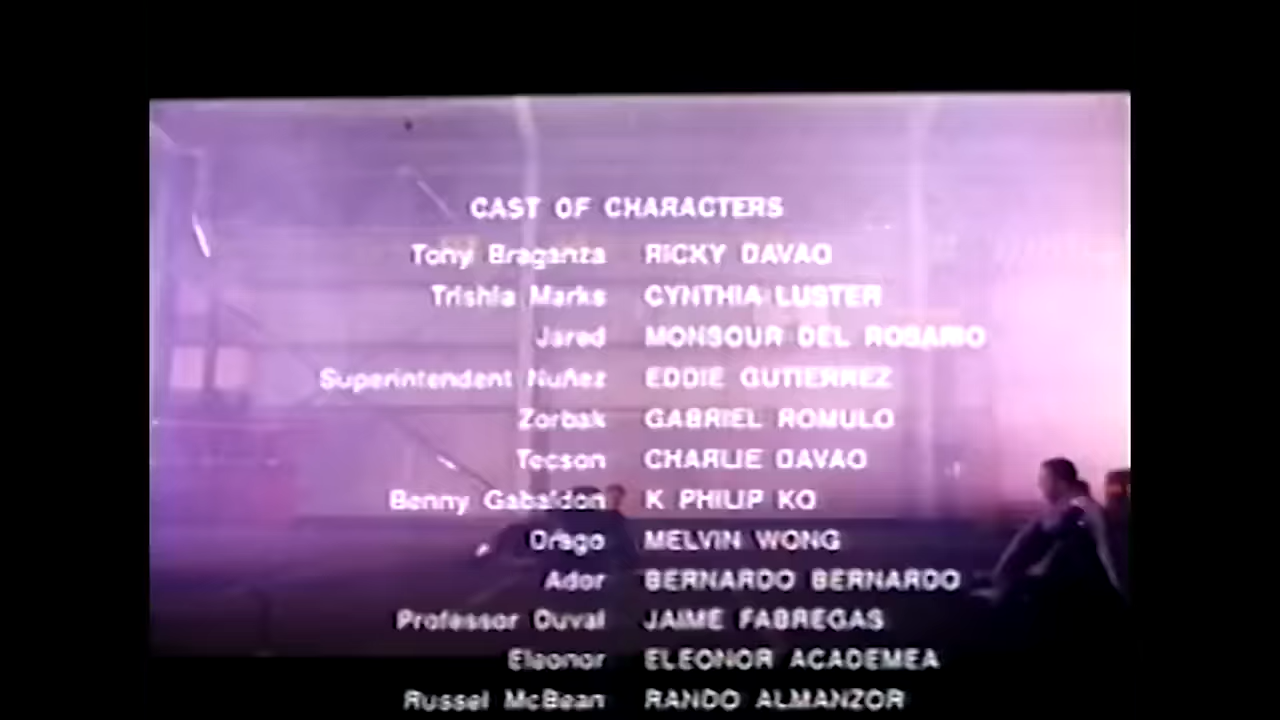 CAST OF CHARACTERS
Tony Braganza RICKY DAVAO
Trishia Marks CYNTHIA LUSTER
Jared MONSOUR DEL ROSARIO
Superintendent Nuñez EDDIE GUTIERREZ
Zorbak GABRIEL ROMULO
Tecson CHARLIE DAVAO
Benny Gabaldon K PHILIP KO
Drago MELVIN WONG
Ador BERNARDO BERNARDO
Professor Duval JAIME FABREGAS
Eleonor ELEONOR ACADEMEA
Russel McBean RANDO ALMANZOR